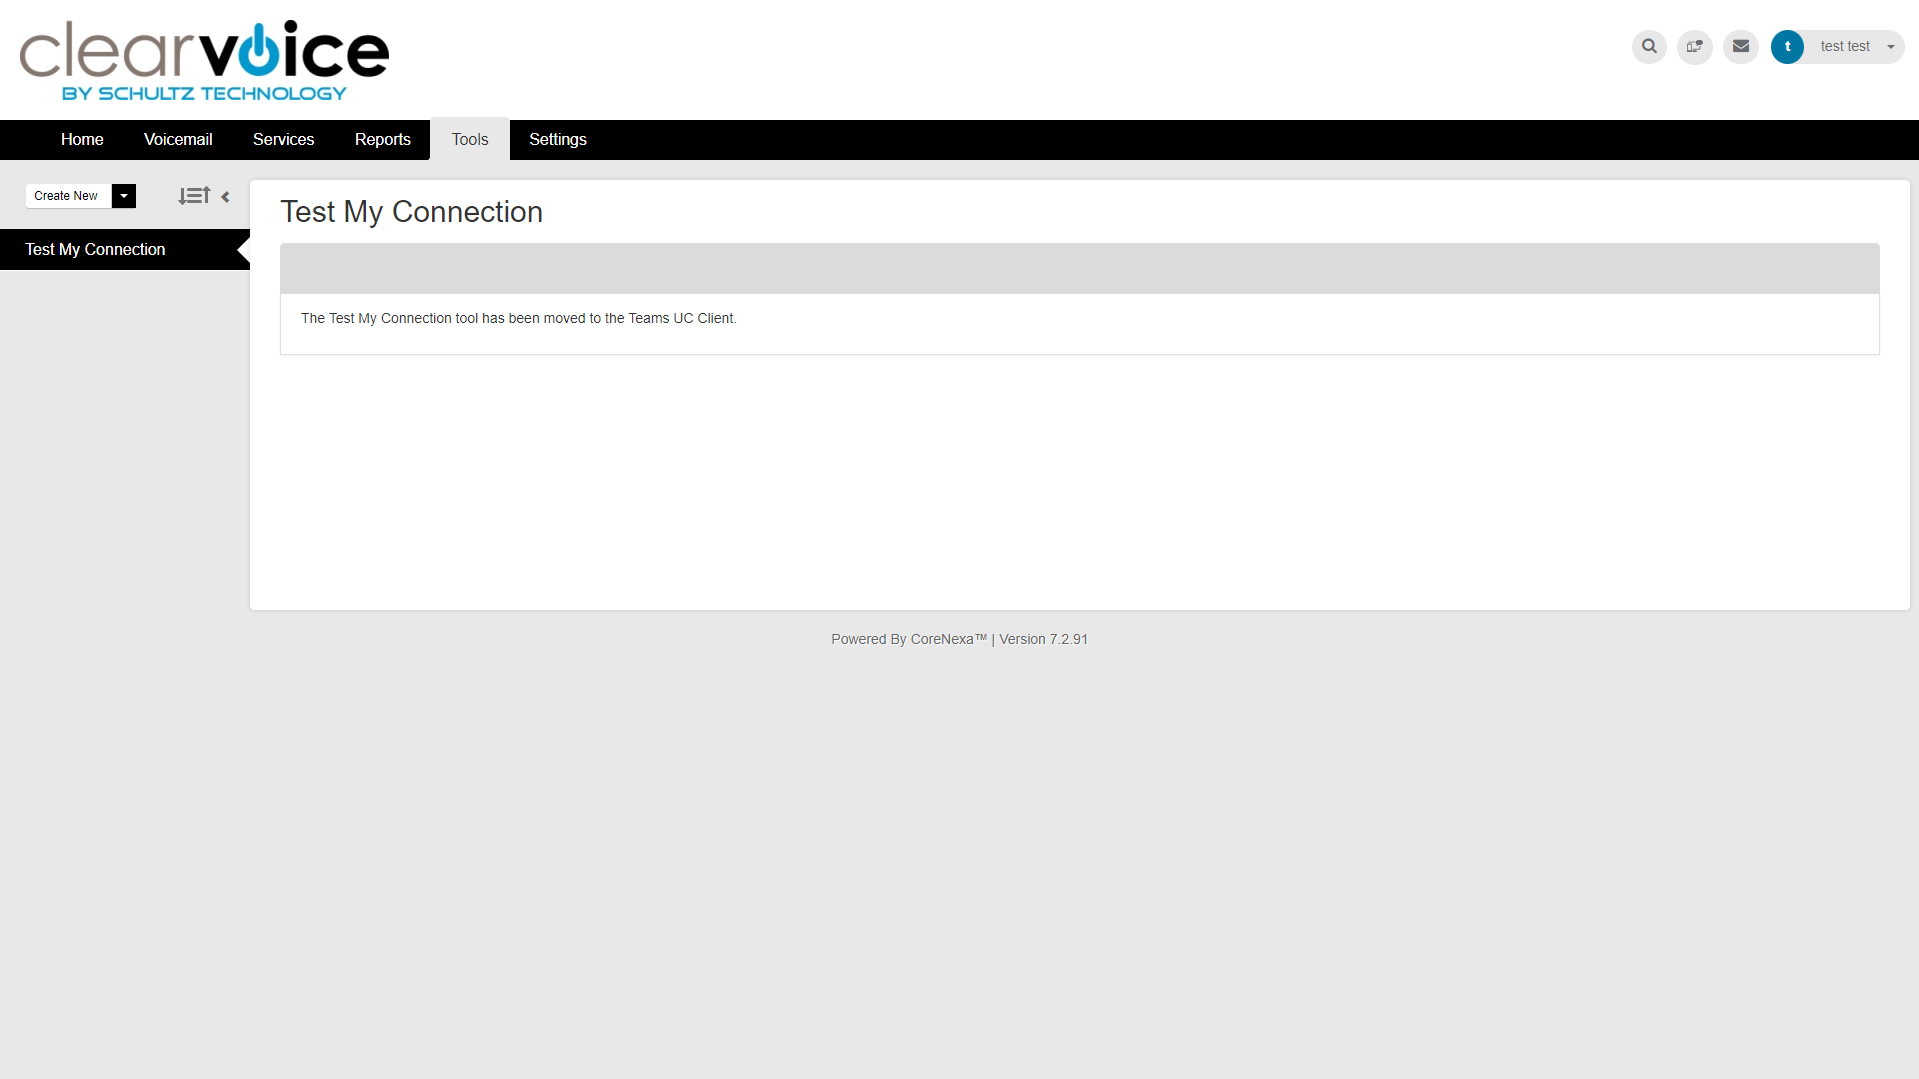 clearvoice
BY SCHULTZ TECHNOLOGY
t
test test
Home
Voicemail
Services
Reports
Tools
Settings
Create New
Test My Connection
Test My Connection
The Test My Connection tool has been moved to the Teams UC Client.
Powered By CoreNexa™ | Version 7.2.91